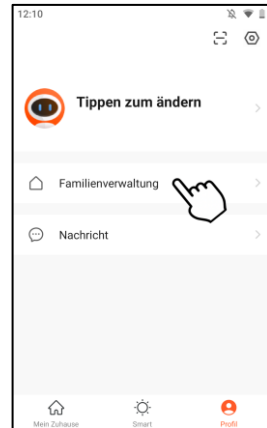 12:10
Tippen zum ändern
Familienverwaltung
Nachricht
Mein Zuhause Smart Profil